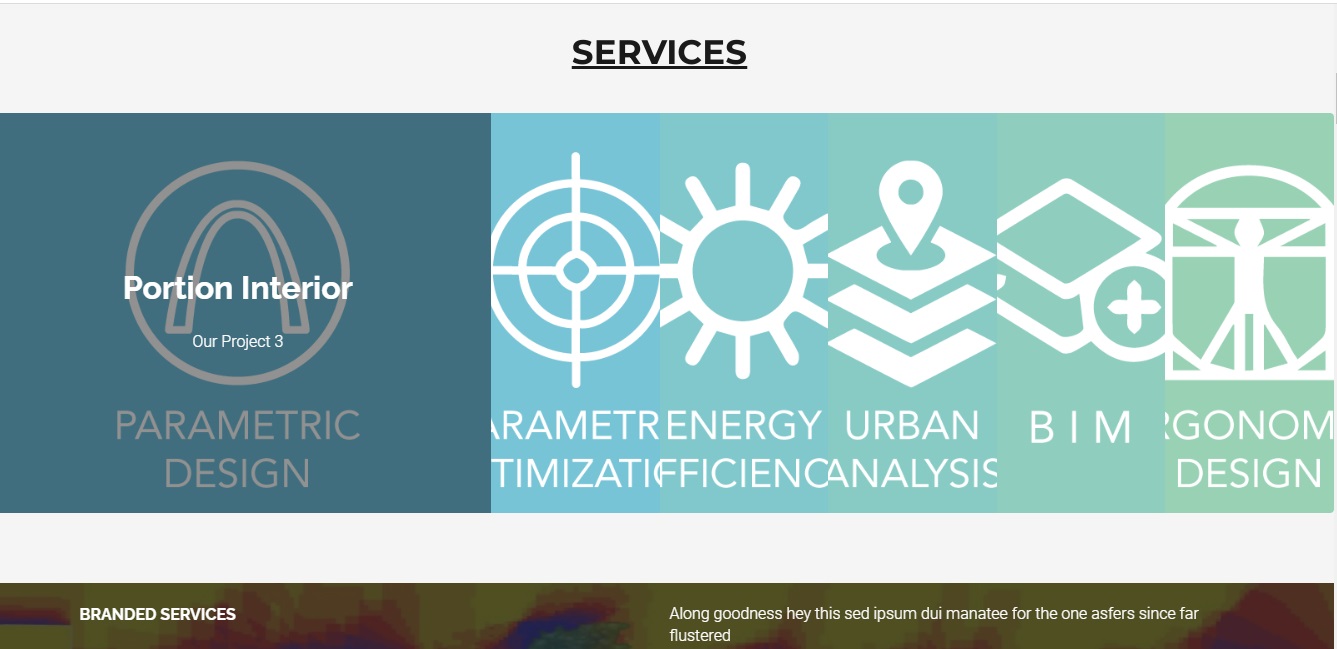 SERVICES
Portion Interior
Our Project 3
PARAMETRIC
DESIGN
ARAMETR
TIMIZATIO
ENERGY
FFICIENC
URBAN
ANALYSIS
B I M
RGONOM
DESIGN
BRANDED SERVICES
Along goodness hey this sed ipsum dui manatee for the one asfers since far
flustered